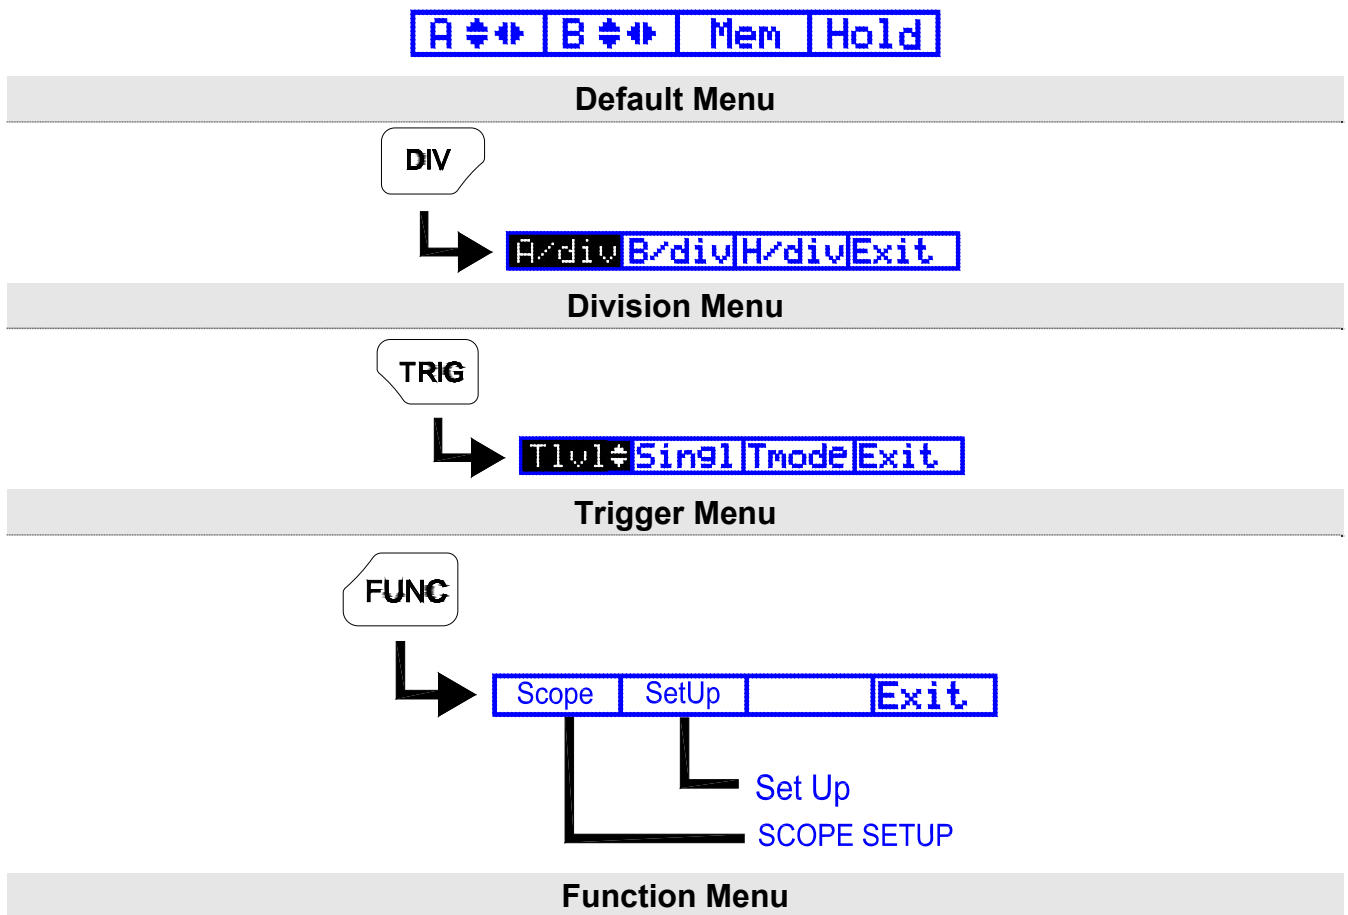 A B Mem Hold
Default Menu
DIV
A/div B/div H/div Exit
Division Menu
TRIG
Tlvl Singl Tmode Exit
Trigger Menu
FUNC
Scope SetUp Exit
Set Up
SCOPE SETUP
Function Menu